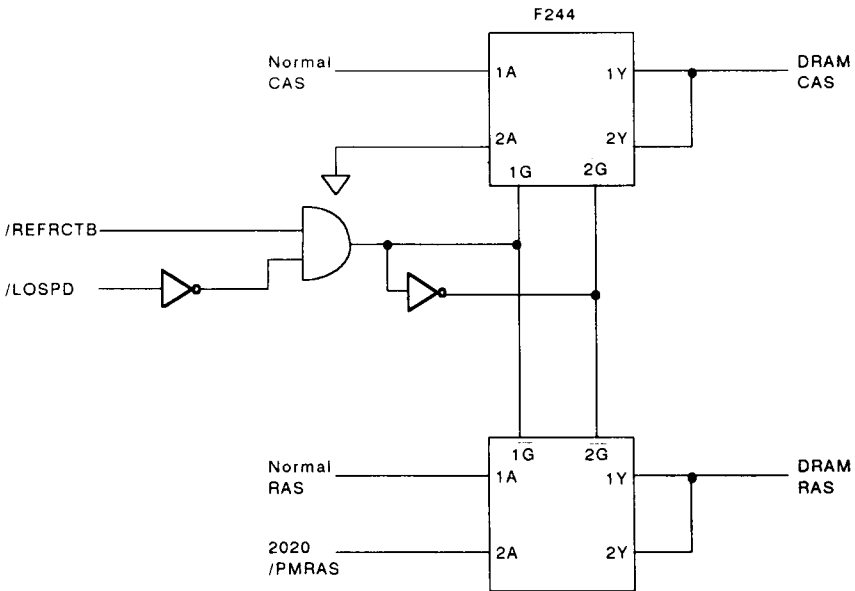 F244
Normal
CAS
1A
1Y
DRAM
CAS
2A
2Y
1G
2G
/REFRCTB
/LOSPD
1G
2G
Normal
RAS
1A
1Y
DRAM
RAS
2020
/PMRAS
2A
2Y